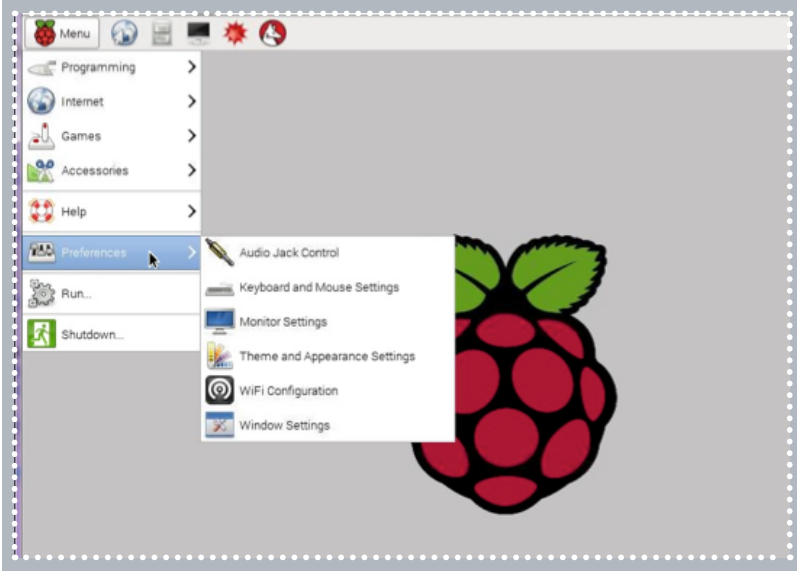 Menu
Programming
Internet
Games
Accessories
Help
Preferences
Run...
Shutdown...
Audio Jack Control
Keyboard and Mouse Settings
Monitor Settings
Theme and Appearance Settings
WiFi Configuration
Window Settings